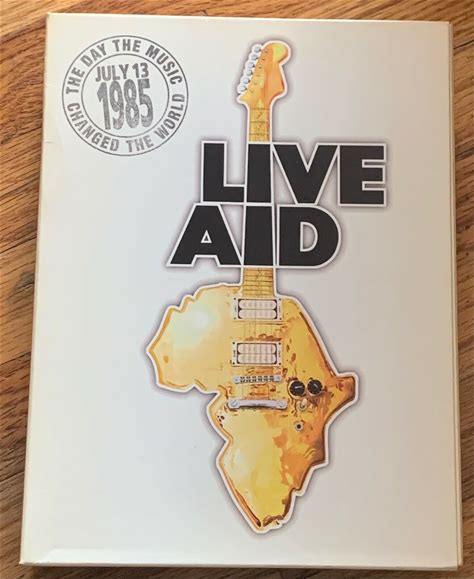 THE DAY THE MUSIC
JULY 13
1985
CHANGED THE WORLD
LIVE
AID